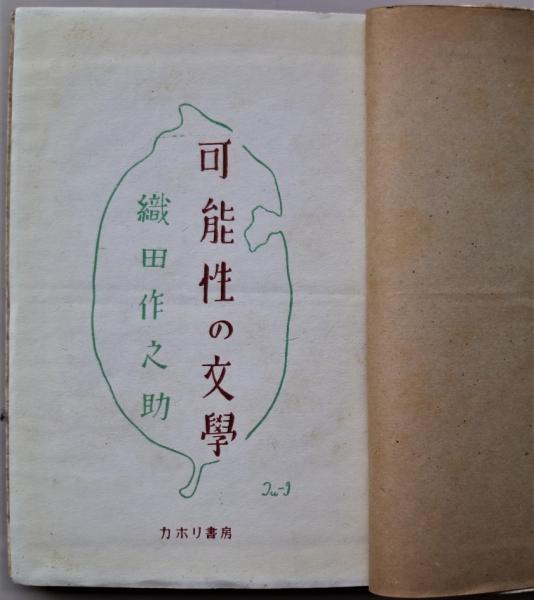 可能性の文學
織田作之助
カホリ書房